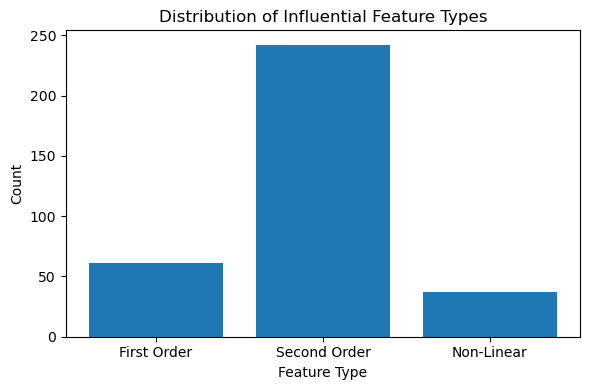 Distribution of Influential Feature Types
250
200
150
100
50
0
Count
First Order Second Order Non-Linear
Feature Type